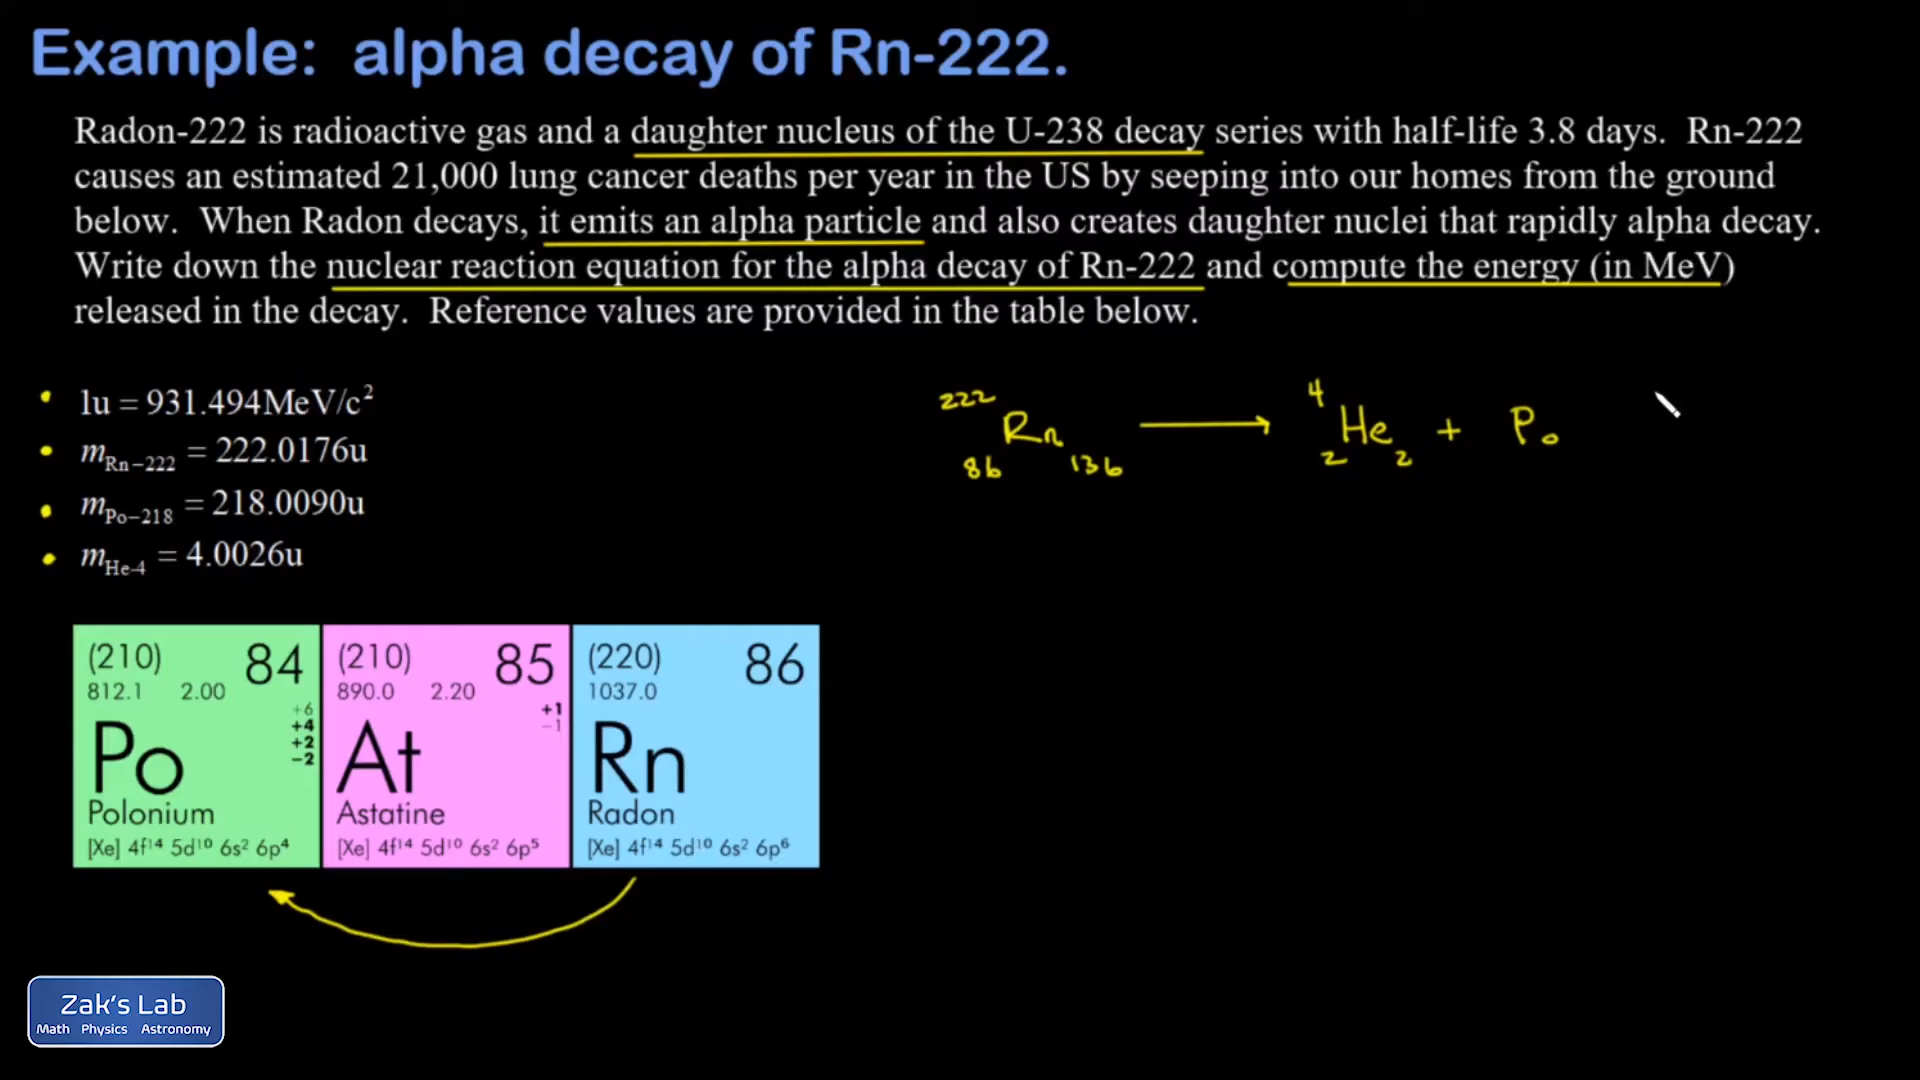 Example: alpha decay of Rn-222.
Radon-222 is radioactive gas and a daughter nucleus of the U-238 decay series with half-life 3.8 days. Rn-222
causes an estimated 21,000 lung cancer deaths per year in the US by seeping into our homes from the ground
below. When Radon decays, it emits an alpha particle and also creates daughter nuclei that rapidly alpha decay.
Write down the nuclear reaction equation for the alpha decay of Rn-222 and compute the energy (in MeV)
released in the decay. Reference values are provided in the table below.
• 1u = 931.494MeV/c²
• m_Rn−222 = 222.0176u
• m_Po−218 = 218.0090u
• m_He-4 = 4.0026u
²²²₈₆Rn₁₃₆ ⟶ ⁴₂He₂ + Po
(210) 84
812.1 2.00
+6
+4
+2
−2
Po
Polonium
[Xe] 4f¹⁴ 5d¹⁰ 6s² 6p⁴
(210) 85
890.0 2.20
+1
−1
At
Astatine
[Xe] 4f¹⁴ 5d¹⁰ 6s² 6p⁵
(220) 86
1037.0
Rn
Radon
[Xe] 4f¹⁴ 5d¹⁰ 6s² 6p⁶
Zak's Lab
Math Physics Astronomy